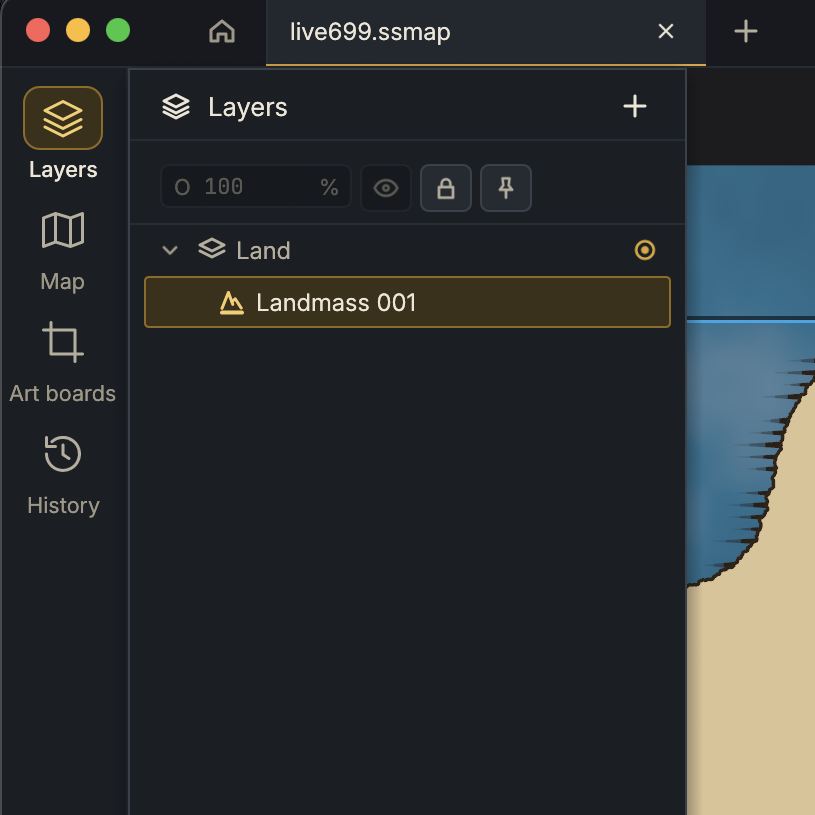 live699.ssmap
Layers
Layers
O 100 %
Land
Map
Landmass 001
Art boards
History